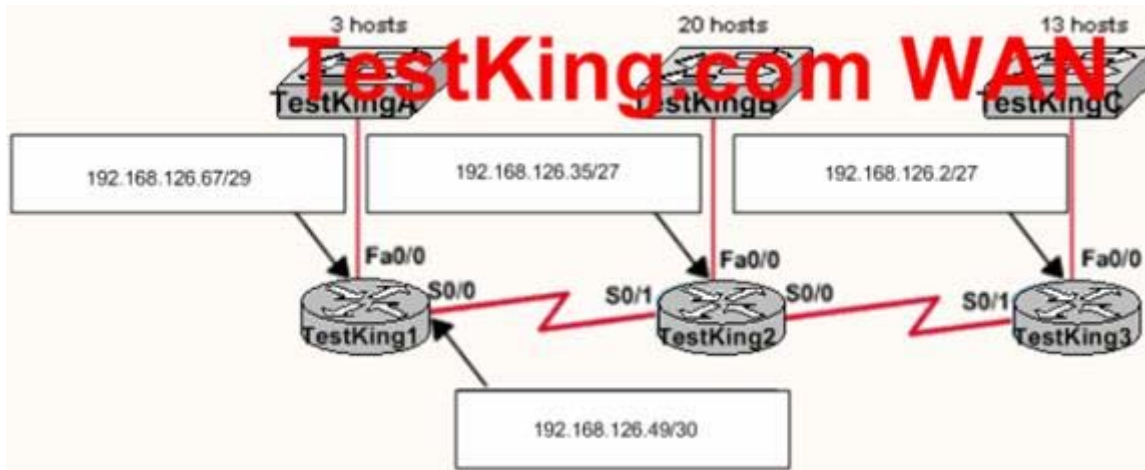 3 hosts
20 hosts
13 hosts
TestKing.com WAN
TestKingA
TestKingB
TestKingC
192.168.126.67/29
192.168.126.35/27
192.168.126.2/27
Fa0/0
Fa0/0
Fa0/0
S0/0
S0/1
S0/0
S0/1
TestKing1
TestKing2
TestKing3
192.168.126.49/30